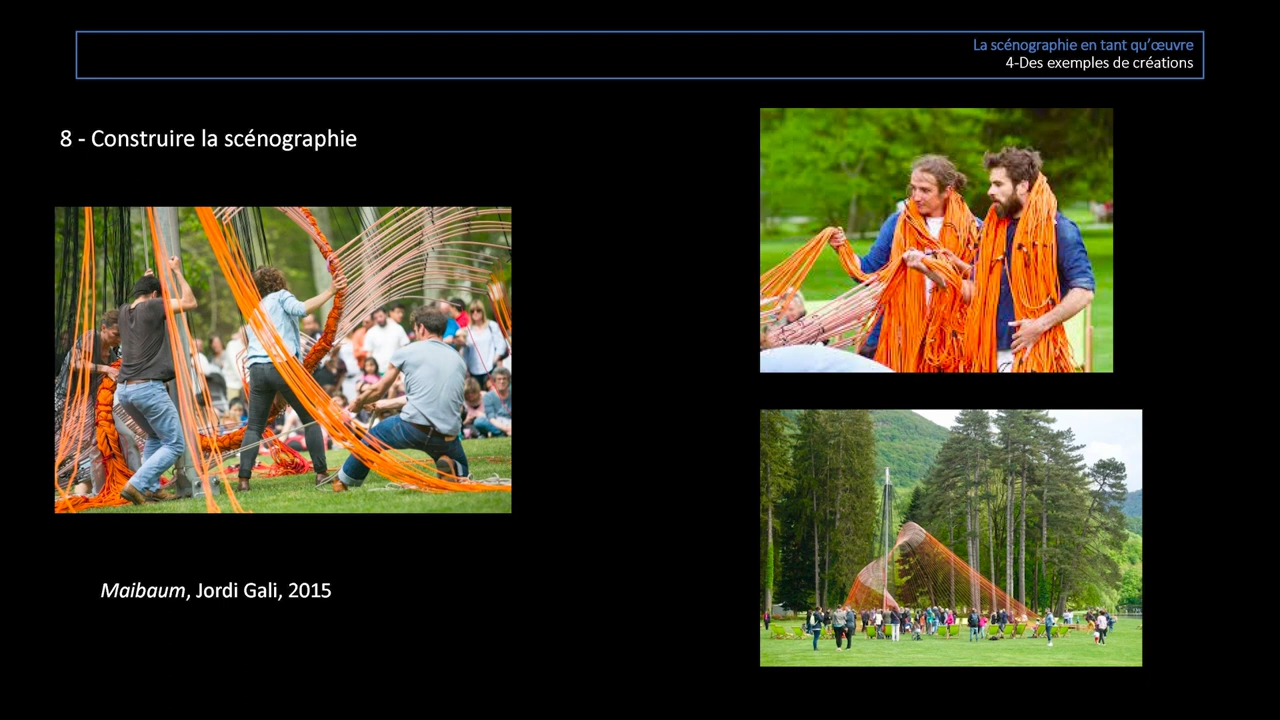 La scénographie en tant qu’œuvre
4-Des exemples de créations
8 - Construire la scénographie
Maibaum, Jordi Gali, 2015